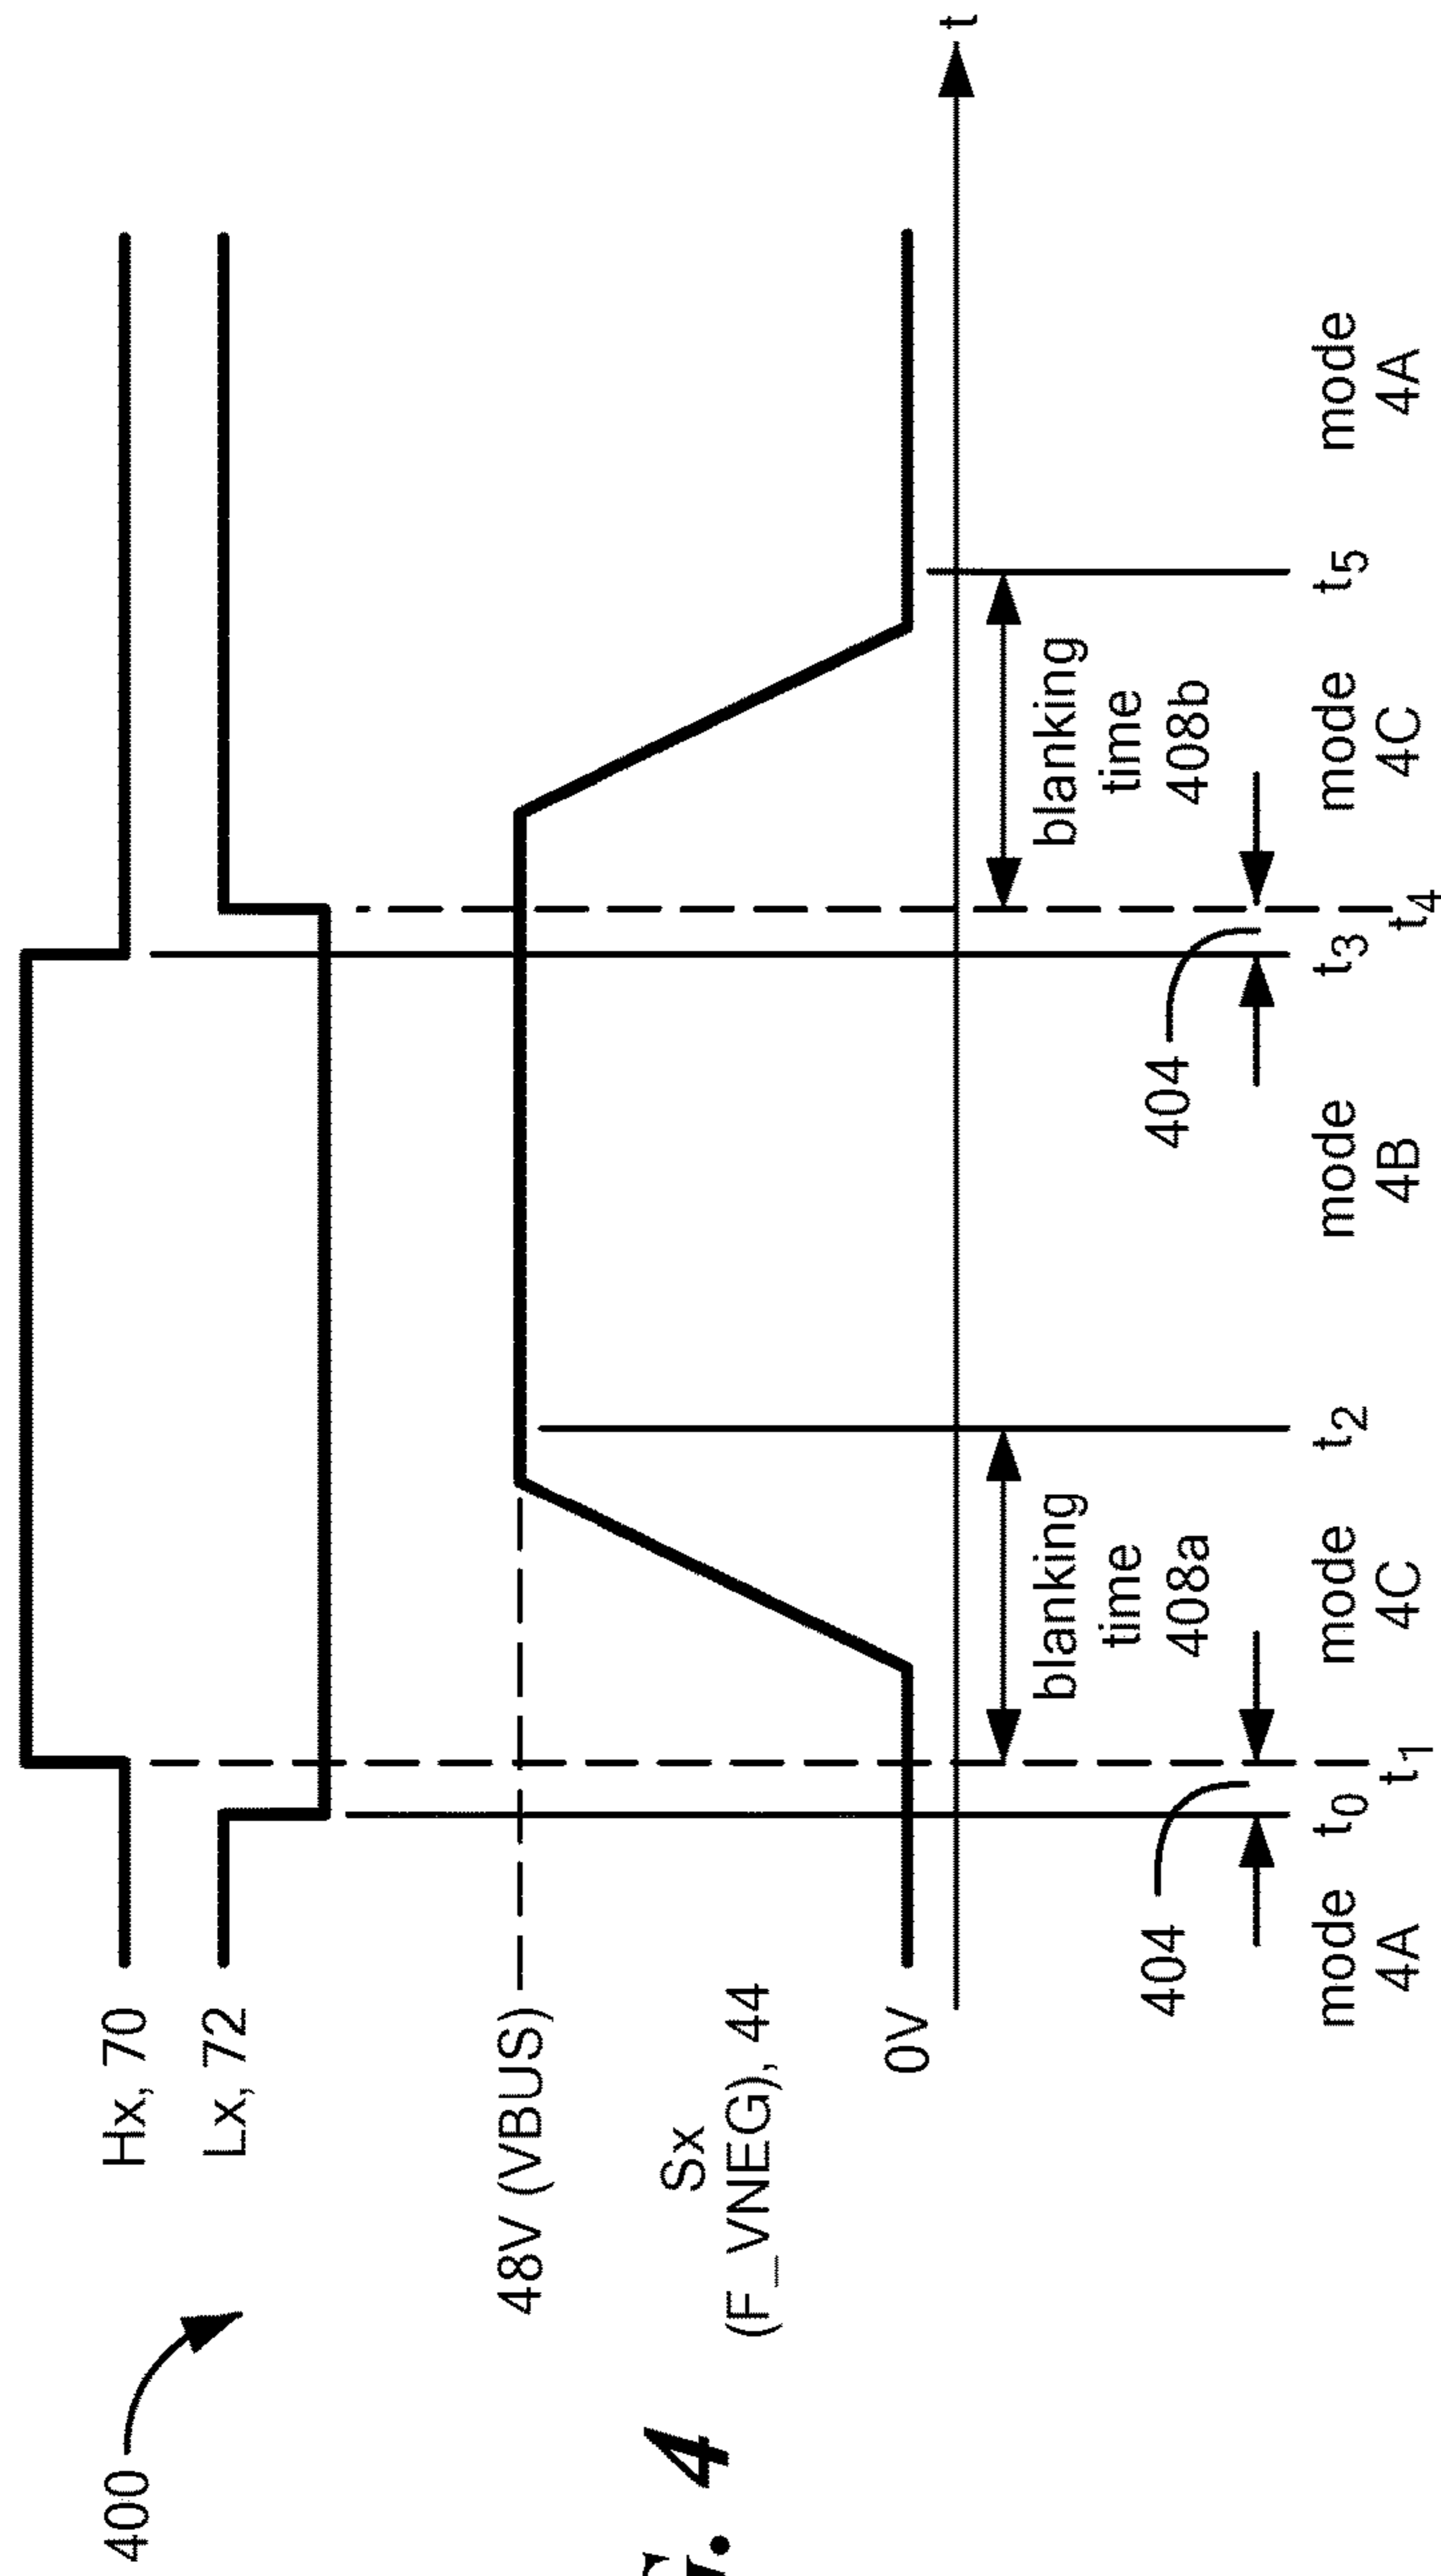 400
Hx, 70
Lx, 72
48V (VBUS)
Sx
(F_VNEG), 44
0V
t
blanking
time
408a
blanking
time
408b
404
404
t0
t1
t2
t3
t4
t5
mode
4A
mode
4C
mode
4B
mode
4C
mode
4A
4